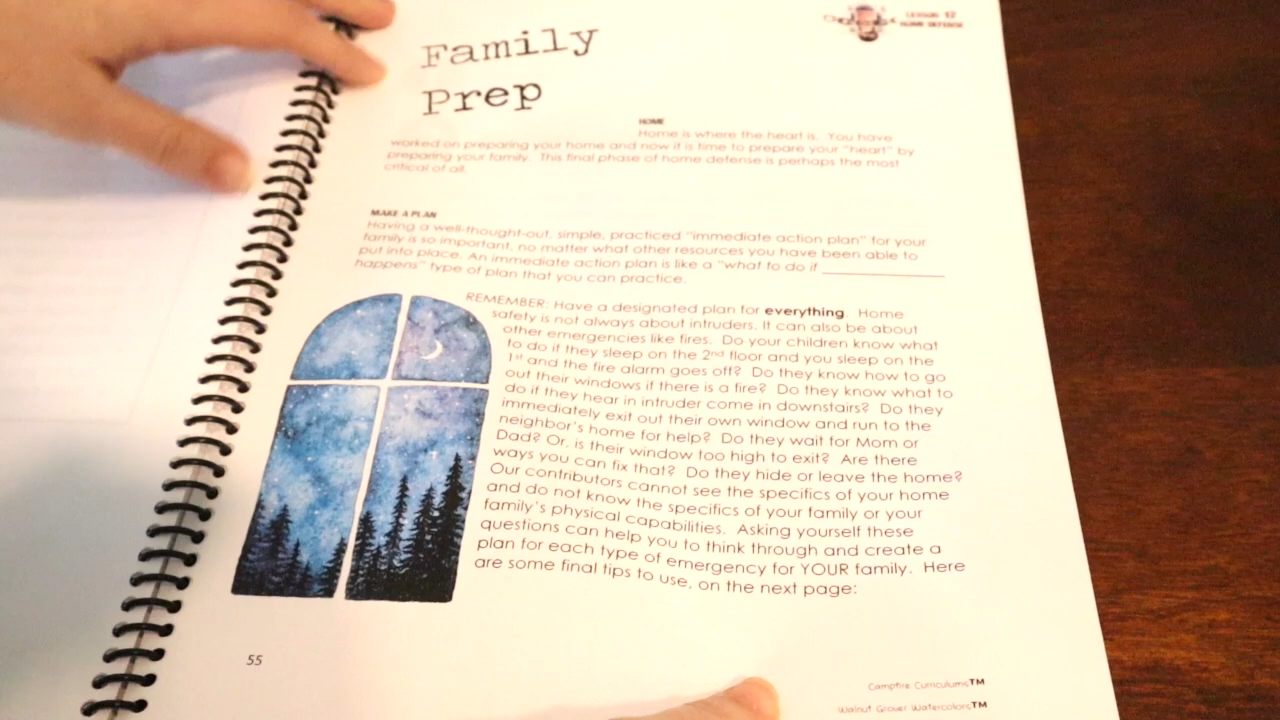 LESSON 12
HOME DEFENSE
Family
Prep
HOME
Home is where the heart is. You have
worked on preparing your home and now it is time to prepare your "heart" by
preparing your family. This final phase of home defense is perhaps the most
critical of all.
MAKE A PLAN
Having a well-thought-out, simple, practiced "immediate action plan" for your
family is so important, no matter what other resources you have been able to
put into place. An immediate action plan is like a "what to do if ____________
happens" type of plan that you can practice.
REMEMBER: Have a designated plan for everything. Home
safety is not always about intruders. It can also be about
other emergencies like fires. Do your children know what
to do if they sleep on the 2nd floor and you sleep on the
1st and the fire alarm goes off? Do they know how to go
out their windows if there is a fire? Do they know what to
do if they hear in intruder come in downstairs? Do they
immediately exit out their own window and run to the
neighbor's home for help? Do they wait for Mom or
Dad? Or, is their window too high to exit? Are there
ways you can fix that? Do they hide or leave the home?
Our contributors cannot see the specifics of your home
and do not know the specifics of your family or your
family's physical capabilities. Asking yourself these
questions can help you to think through and create a
plan for each type of emergency for YOUR family. Here
are some final tips to use, on the next page:
55
Campfire Curriculums™
Walnut Grover Watercolors™